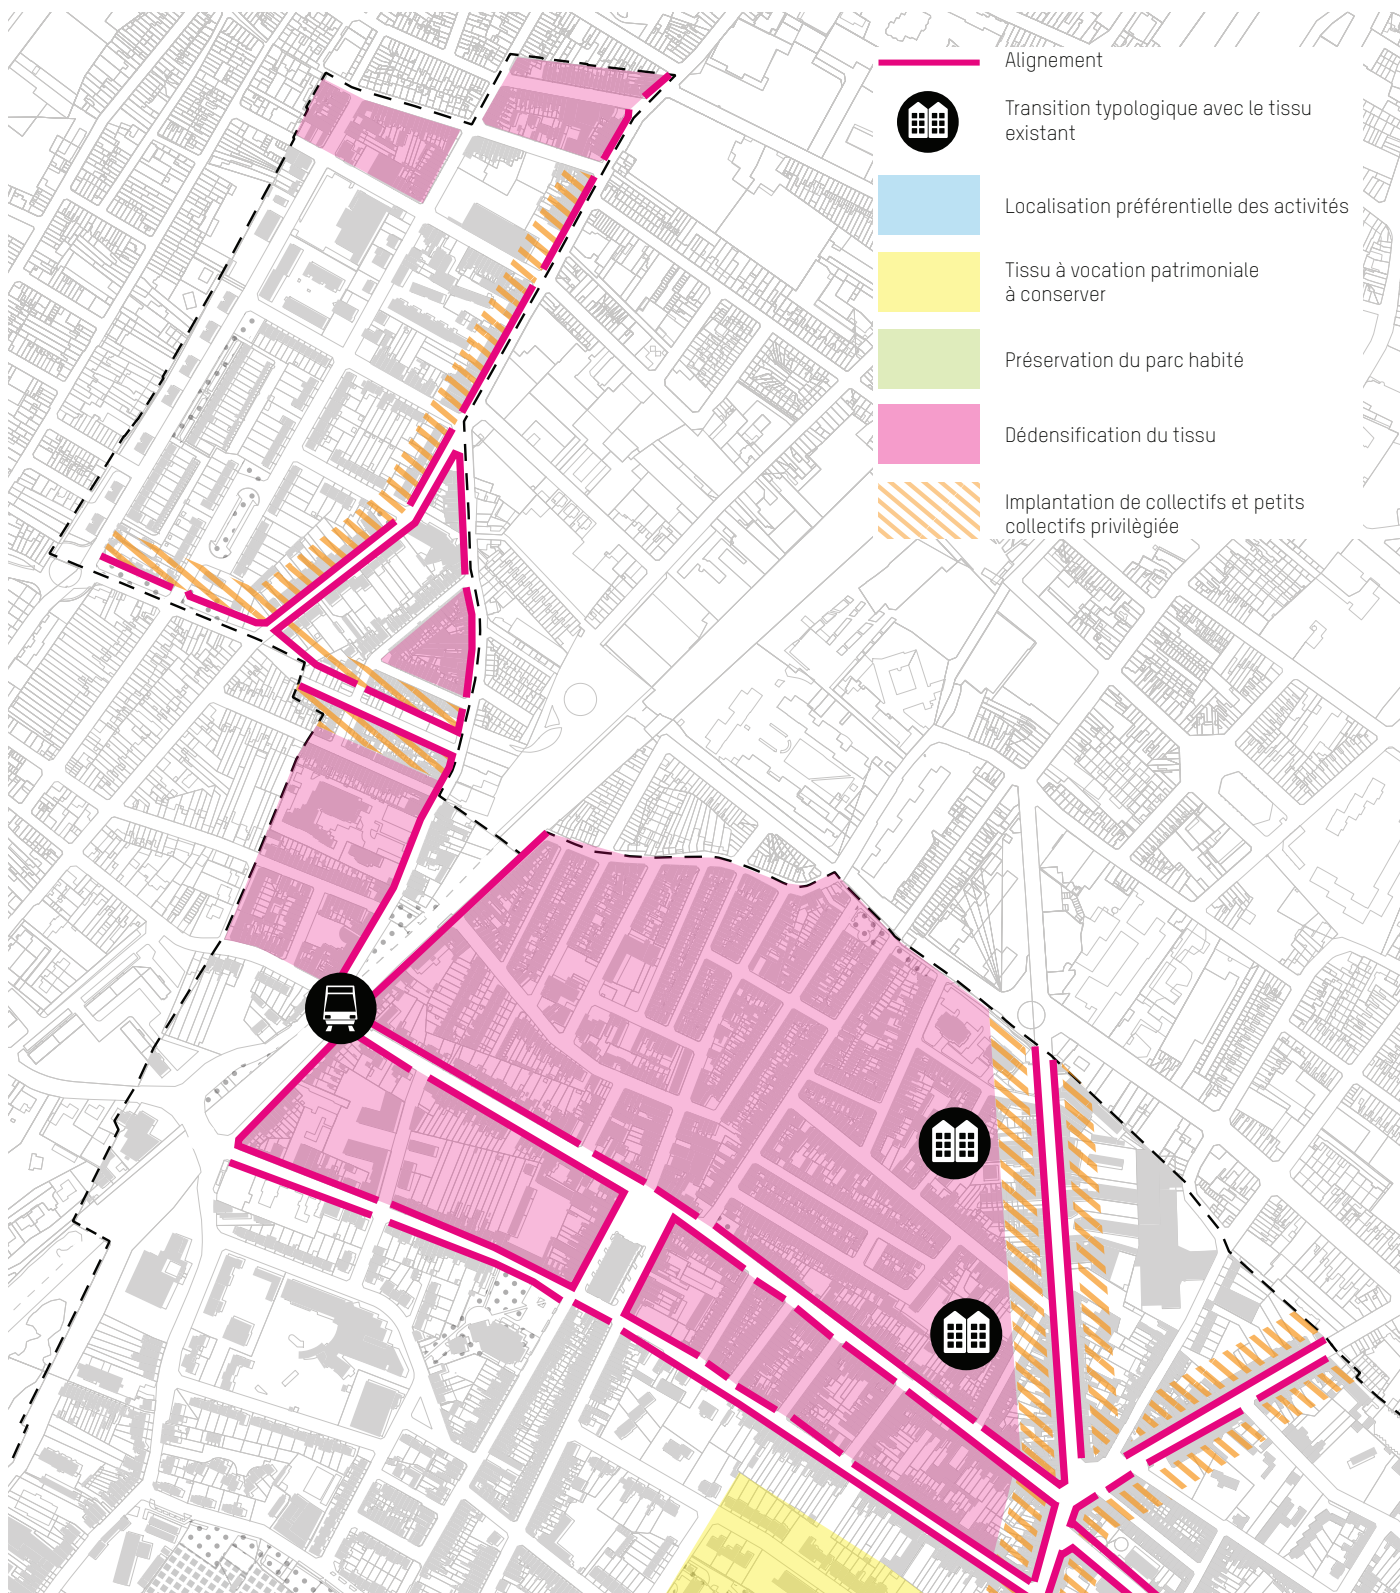 Alignement
Transition typologique avec le tissu
existant
Localisation préférentielle des activités
Tissu à vocation patrimoniale
à conserver
Préservation du parc habité
Dédensification du tissu
Implantation de collectifs et petits
collectifs privilègiée